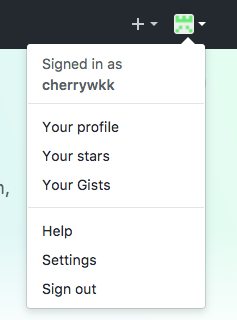 Signed in as
cherrywkk
Your profile
Your stars
Your Gists
,
Help
Settings
Sign out